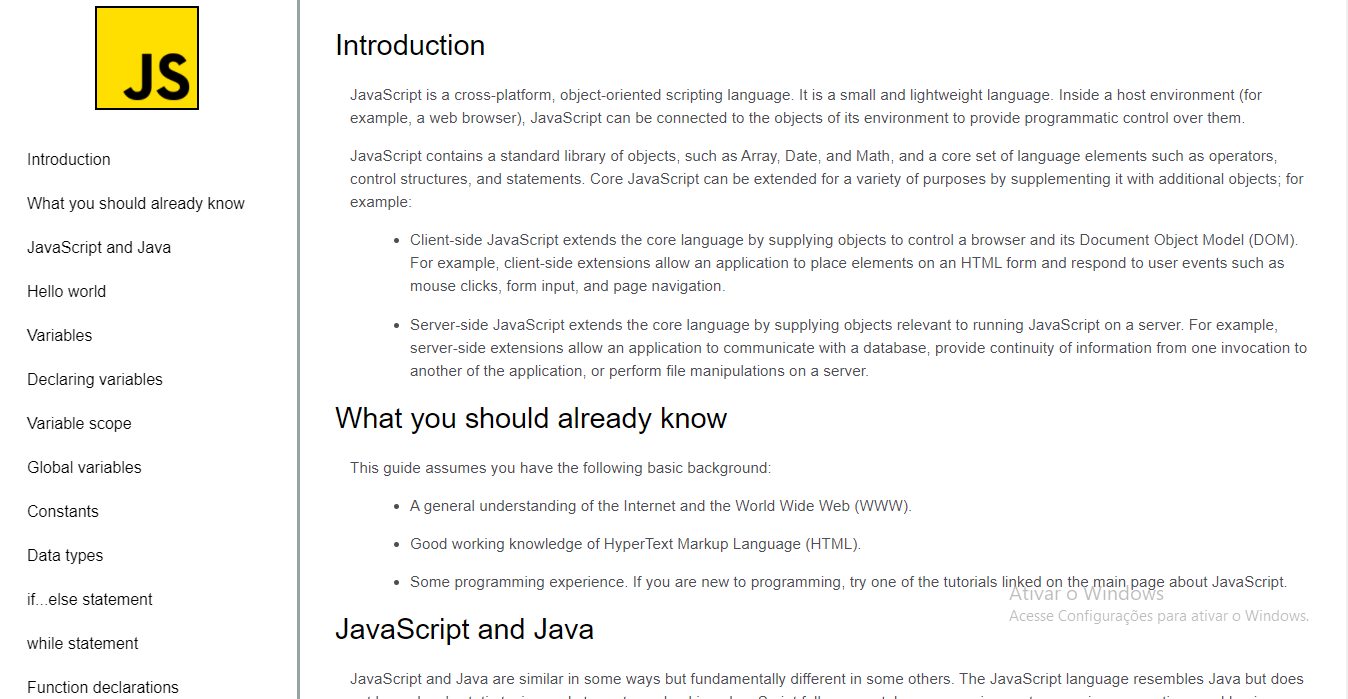 JS
Introduction
What you should already know
JavaScript and Java
Hello world
Variables
Declaring variables
Variable scope
Global variables
Constants
Data types
if...else statement
while statement
Function declarations
Introduction
JavaScript is a cross-platform, object-oriented scripting language. It is a small and lightweight language. Inside a host environment (for
example, a web browser), JavaScript can be connected to the objects of its environment to provide programmatic control over them.
JavaScript contains a standard library of objects, such as Array, Date, and Math, and a core set of language elements such as operators,
control structures, and statements. Core JavaScript can be extended for a variety of purposes by supplementing it with additional objects; for
example:
• Client-side JavaScript extends the core language by supplying objects to control a browser and its Document Object Model (DOM).
For example, client-side extensions allow an application to place elements on an HTML form and respond to user events such as
mouse clicks, form input, and page navigation.
• Server-side JavaScript extends the core language by supplying objects relevant to running JavaScript on a server. For example,
server-side extensions allow an application to communicate with a database, provide continuity of information from one invocation to
another of the application, or perform file manipulations on a server.
What you should already know
This guide assumes you have the following basic background:
• A general understanding of the Internet and the World Wide Web (WWW).
• Good working knowledge of HyperText Markup Language (HTML).
• Some programming experience. If you are new to programming, try one of the tutorials linked on the main page about JavaScript.
Ativar o Windows
Acesse Configurações para ativar o Windows.
JavaScript and Java
JavaScript and Java are similar in some ways but fundamentally different in some others. The JavaScript language resembles Java but does